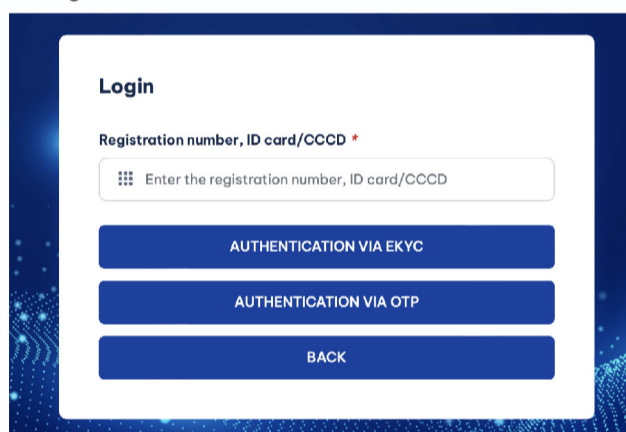 Login
Registration number, ID card/CCCD *
Enter the registration number, ID card/CCCD
AUTHENTICATION VIA EKYC
AUTHENTICATION VIA OTP
BACK